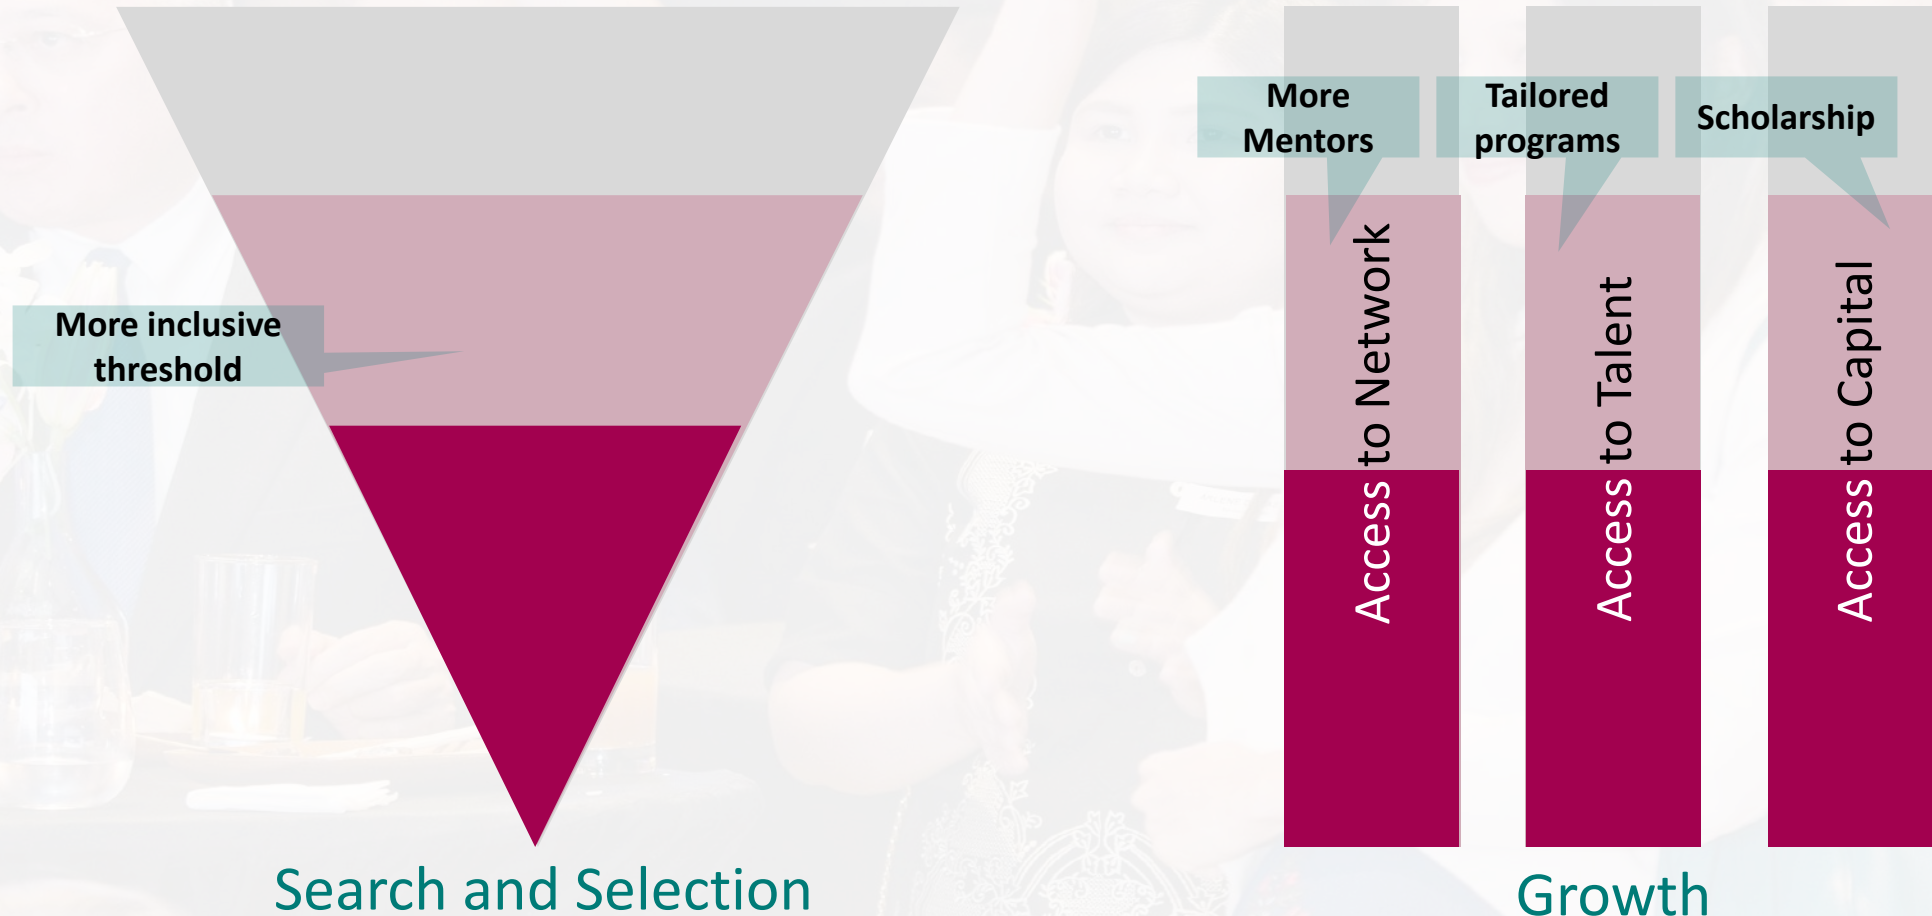 More inclusive
threshold
Search and Selection
More
Mentors
Tailored
programs
Scholarship
Access to Network
Access to Talent
Access to Capital
Growth